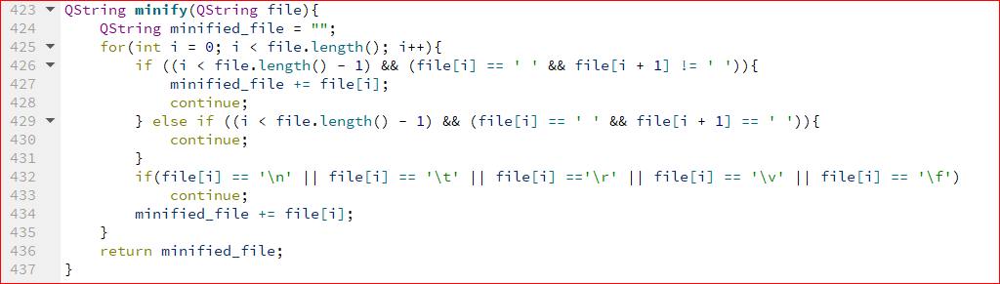 423 QString minify(QString file){
424     QString minified_file = "";
425     for(int i = 0; i < file.length(); i++){
426         if ((i < file.length() - 1) && (file[i] == ' ' && file[i + 1] != ' ')){
427             minified_file += file[i];
428             continue;
429         } else if ((i < file.length() - 1) && (file[i] == ' ' && file[i + 1] == ' ')){
430             continue;
431         }
432         if(file[i] == '\n' || file[i] == '\t' || file[i] =='\r' || file[i] == '\v' || file[i] == '\f')
433             continue;
434         minified_file += file[i];
435     }
436     return minified_file;
437 }